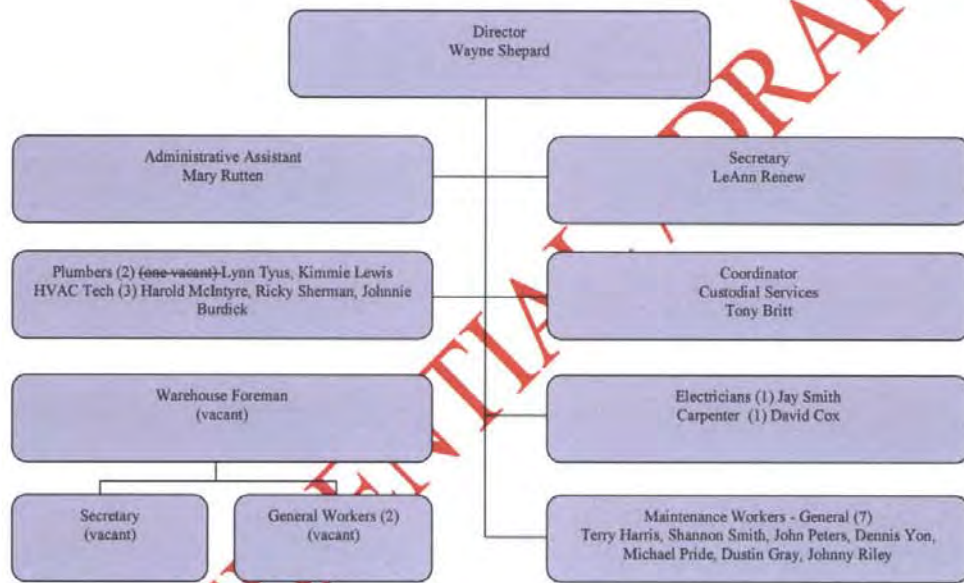 Director
Wayne Shepard
Administrative Assistant
Mary Rutten
Secretary
LeAnn Renew
Plumbers (2) (one vacant) Lynn Tyus, Kimmie Lewis
HVAC Tech (3) Harold McIntyre, Ricky Sherman, Johnnie
Burdick
Coordinator
Custodial Services
Tony Britt
Warehouse Foreman
(vacant)
Electricians (1) Jay Smith
Carpenter (1) David Cox
Secretary
(vacant)
General Workers (2)
(vacant)
Maintenance Workers - General (7)
Terry Harris, Shannon Smith, John Peters, Dennis Yon,
Michael Pride, Dustin Gray, Johnny Riley